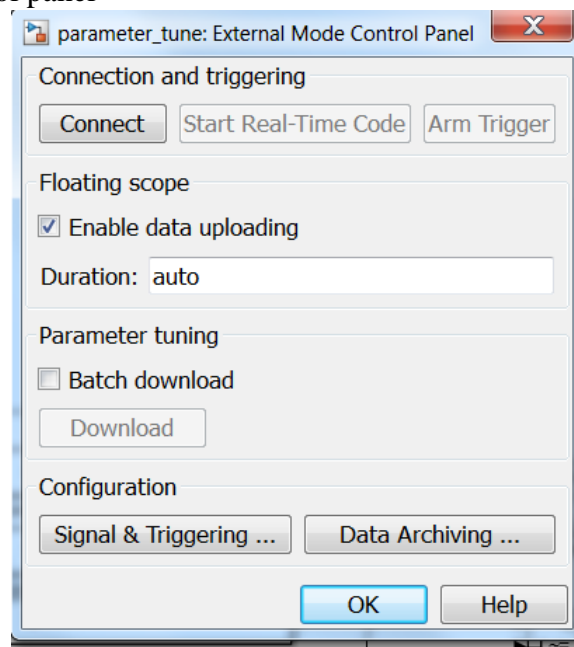 parameter_tune: External Mode Control Panel
Connection and triggering
Connect Start Real-Time Code Arm Trigger
Floating scope
Enable data uploading
Duration: auto
Parameter tuning
Batch download
Download
Configuration
Signal & Triggering ... Data Archiving ...
OK Help